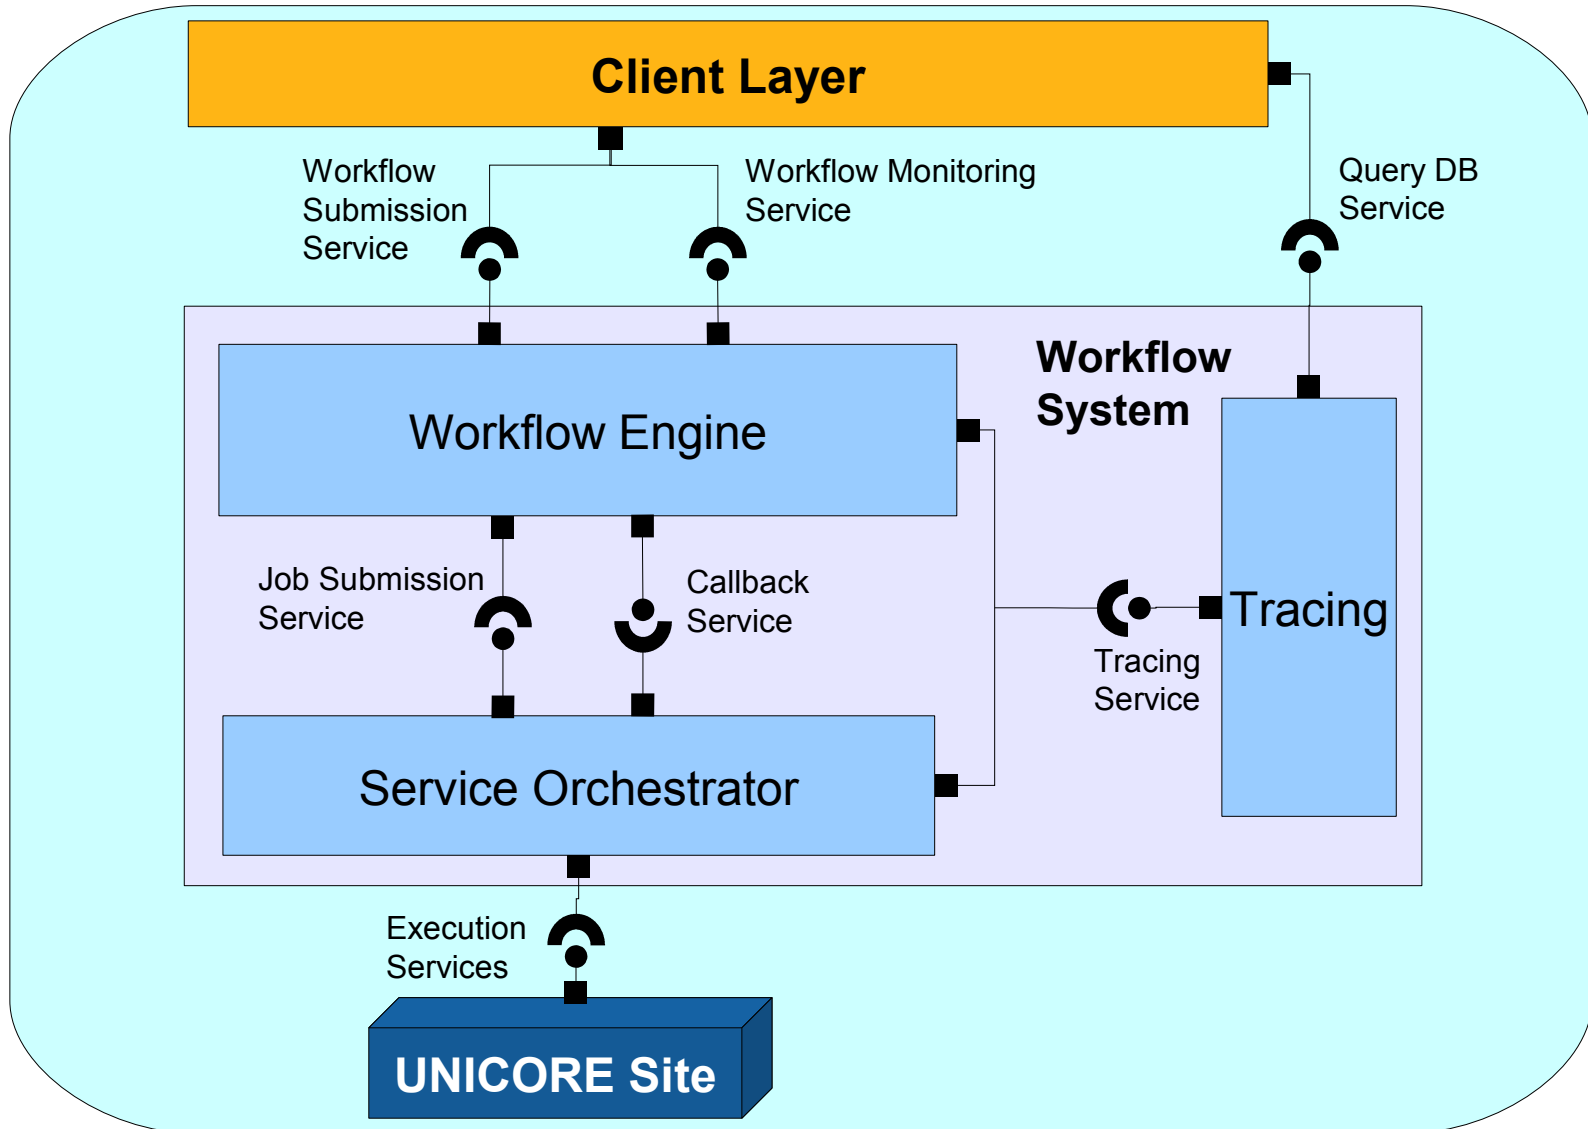 Client Layer
Workflow
Submission
Service
Workflow Monitoring
Service
Query DB
Service
Workflow
System
Workflow Engine
Job Submission
Service
Callback
Service
Tracing
Tracing
Service
Service Orchestrator
Execution
Services
UNICORE Site